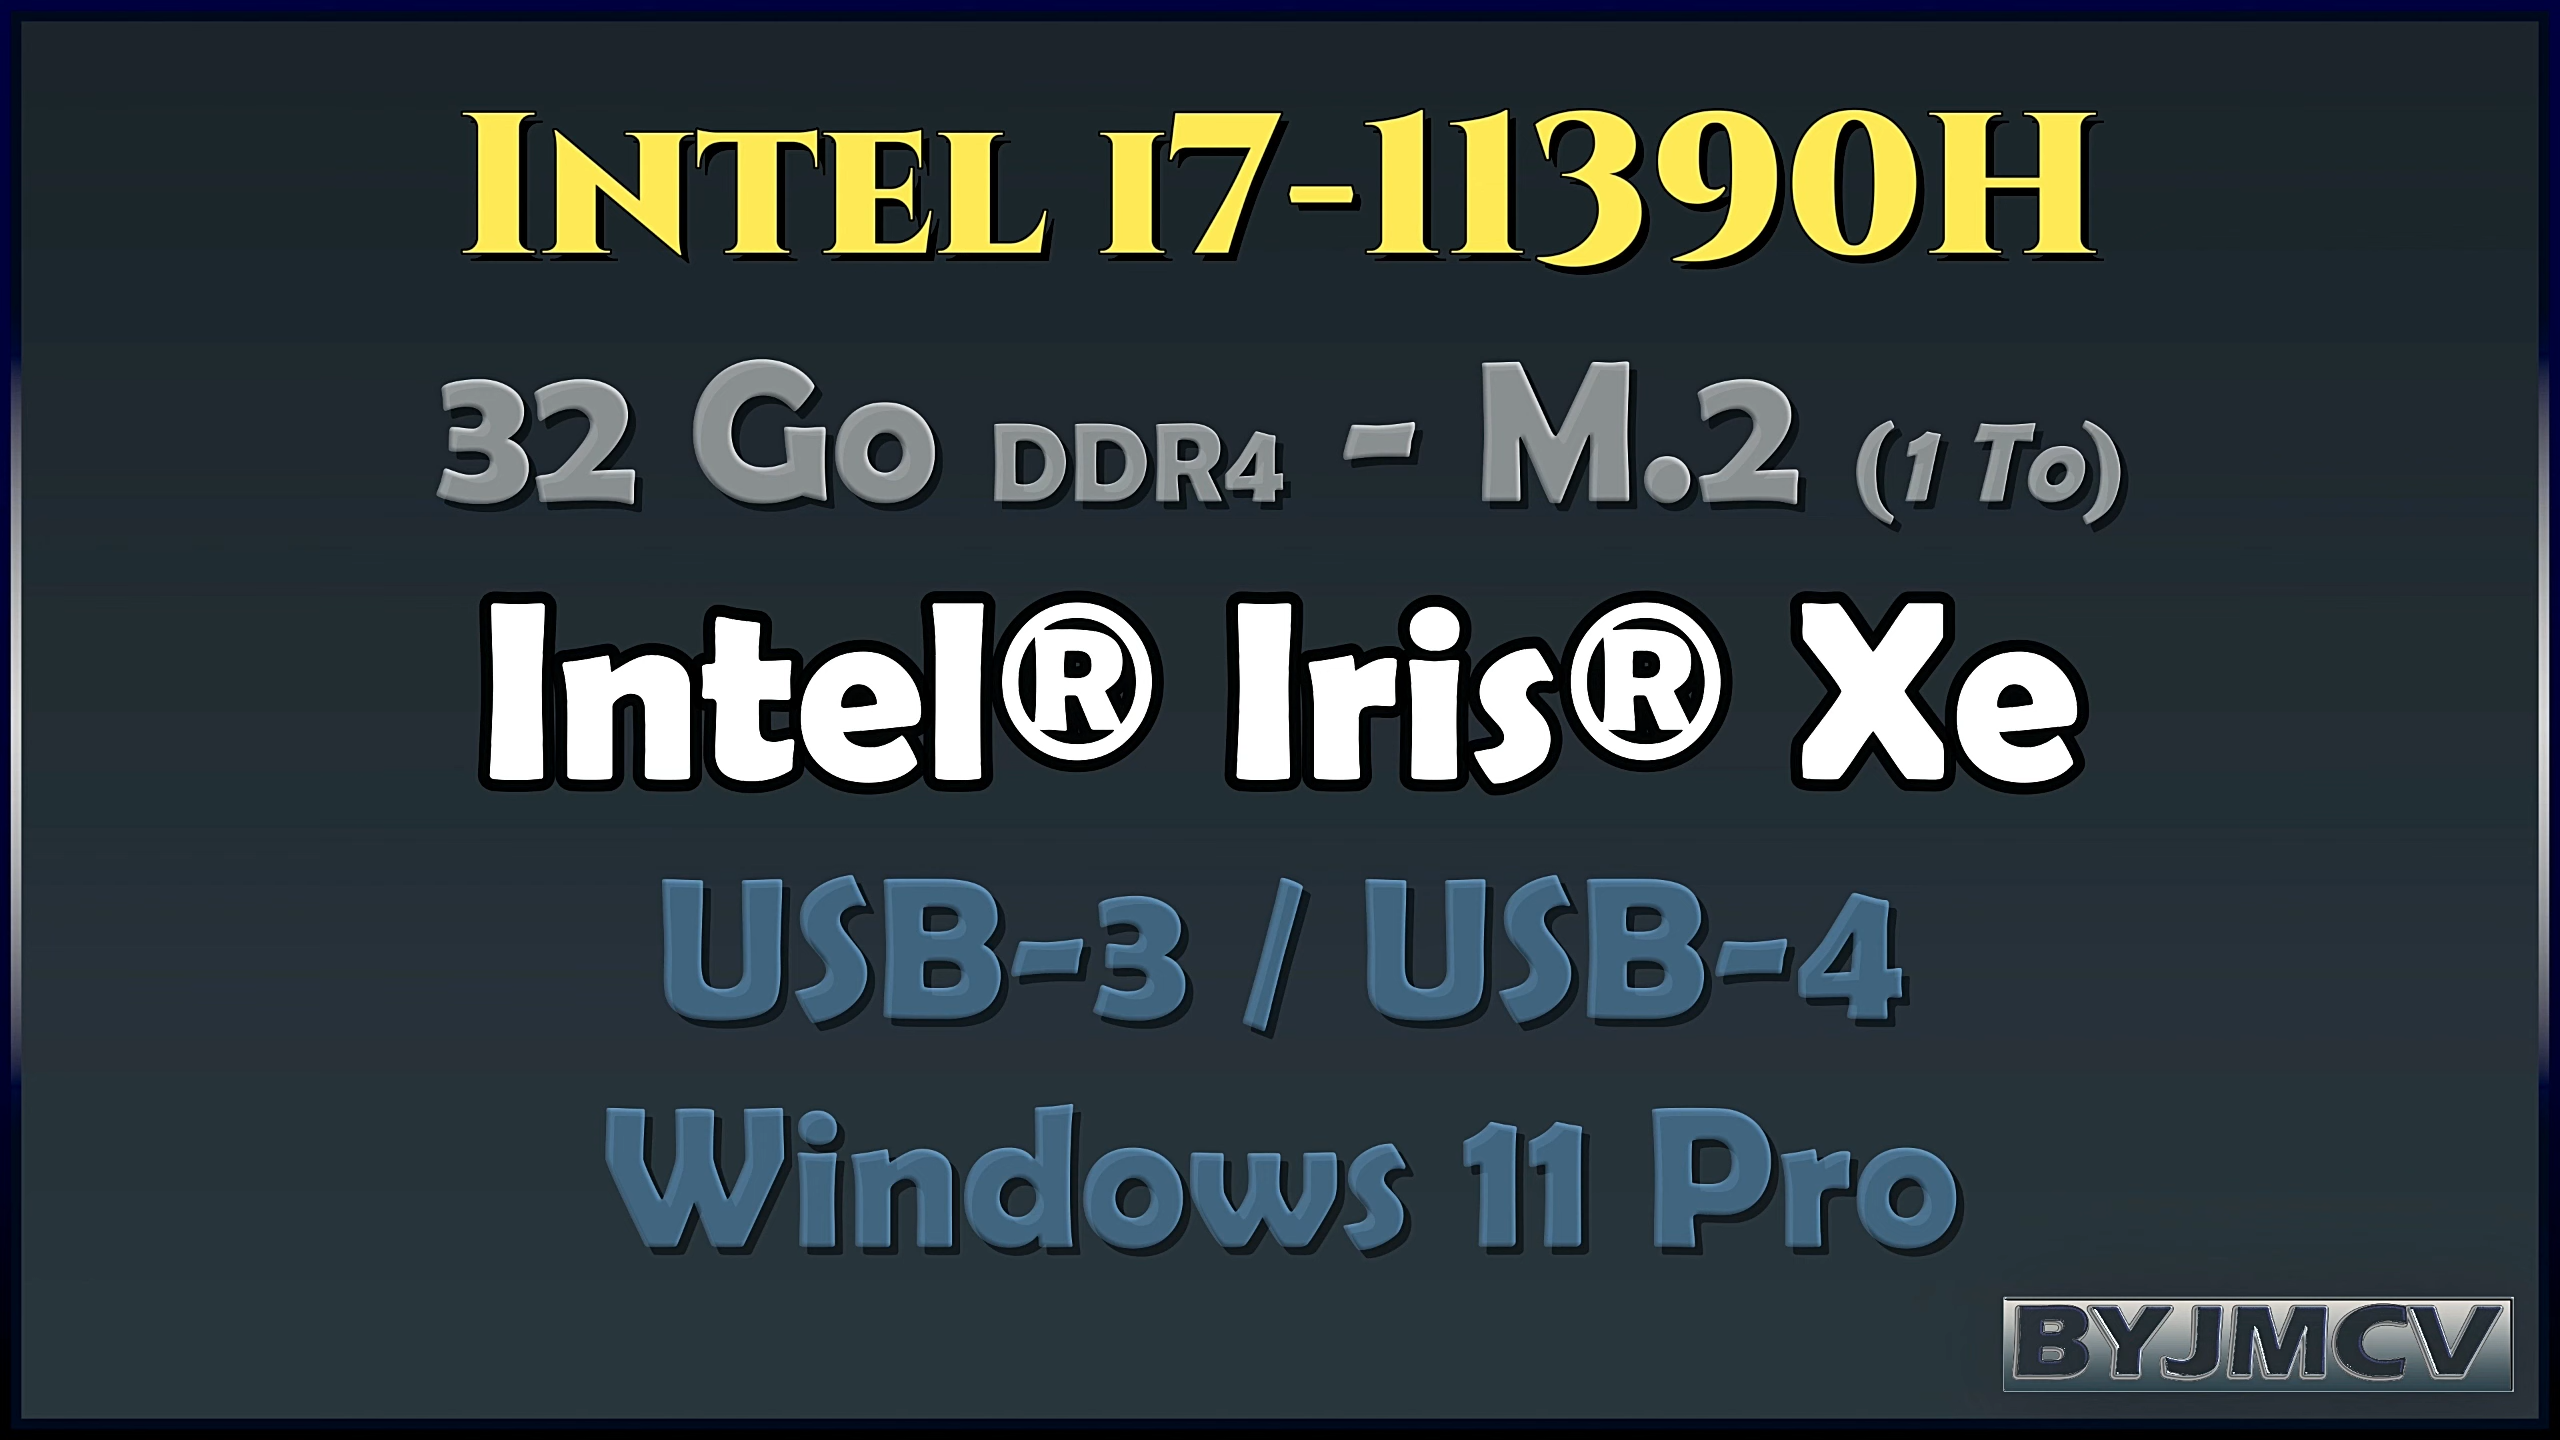 Intel i7-11390H
32 Go DDR4 - M.2 (1 To)
Intel® Iris® Xe
USB-3 / USB-4
Windows 11 Pro
BYJMCV